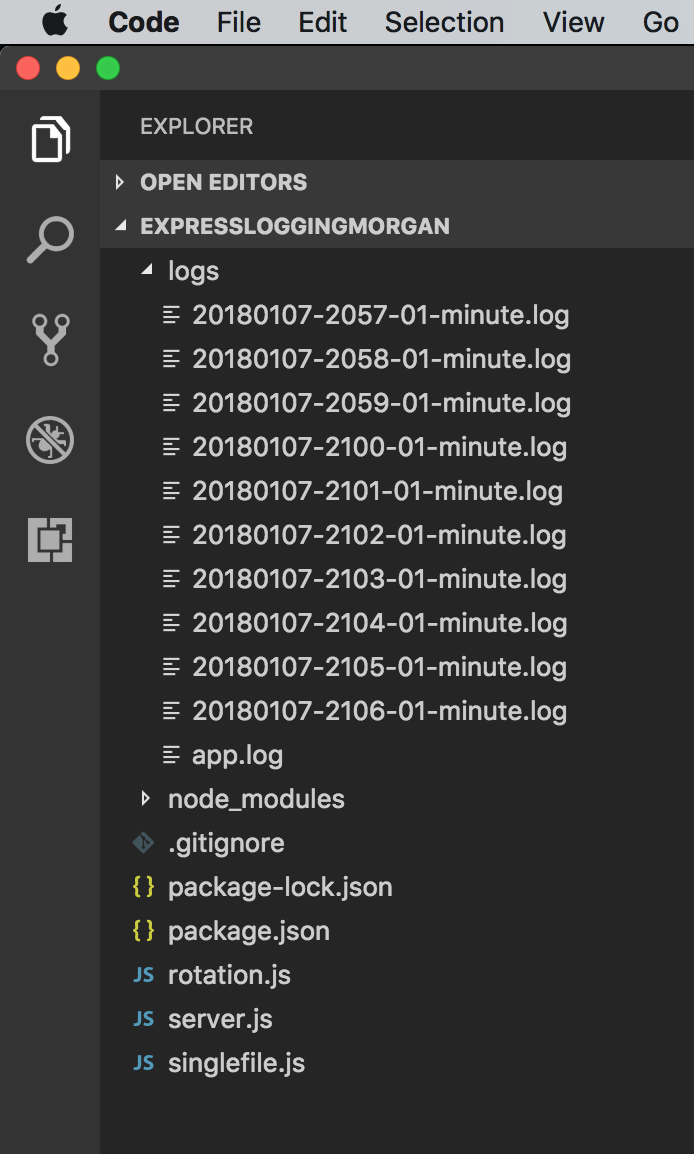 Code File Edit Selection View Go
EXPLORER
OPEN EDITORS
EXPRESSLOGGINGMORGAN
logs
20180107-2057-01-minute.log
20180107-2058-01-minute.log
20180107-2059-01-minute.log
20180107-2100-01-minute.log
20180107-2101-01-minute.log
20180107-2102-01-minute.log
20180107-2103-01-minute.log
20180107-2104-01-minute.log
20180107-2105-01-minute.log
20180107-2106-01-minute.log
app.log
node_modules
.gitignore
{ } package-lock.json
{ } package.json
JS rotation.js
JS server.js
JS singlefile.js